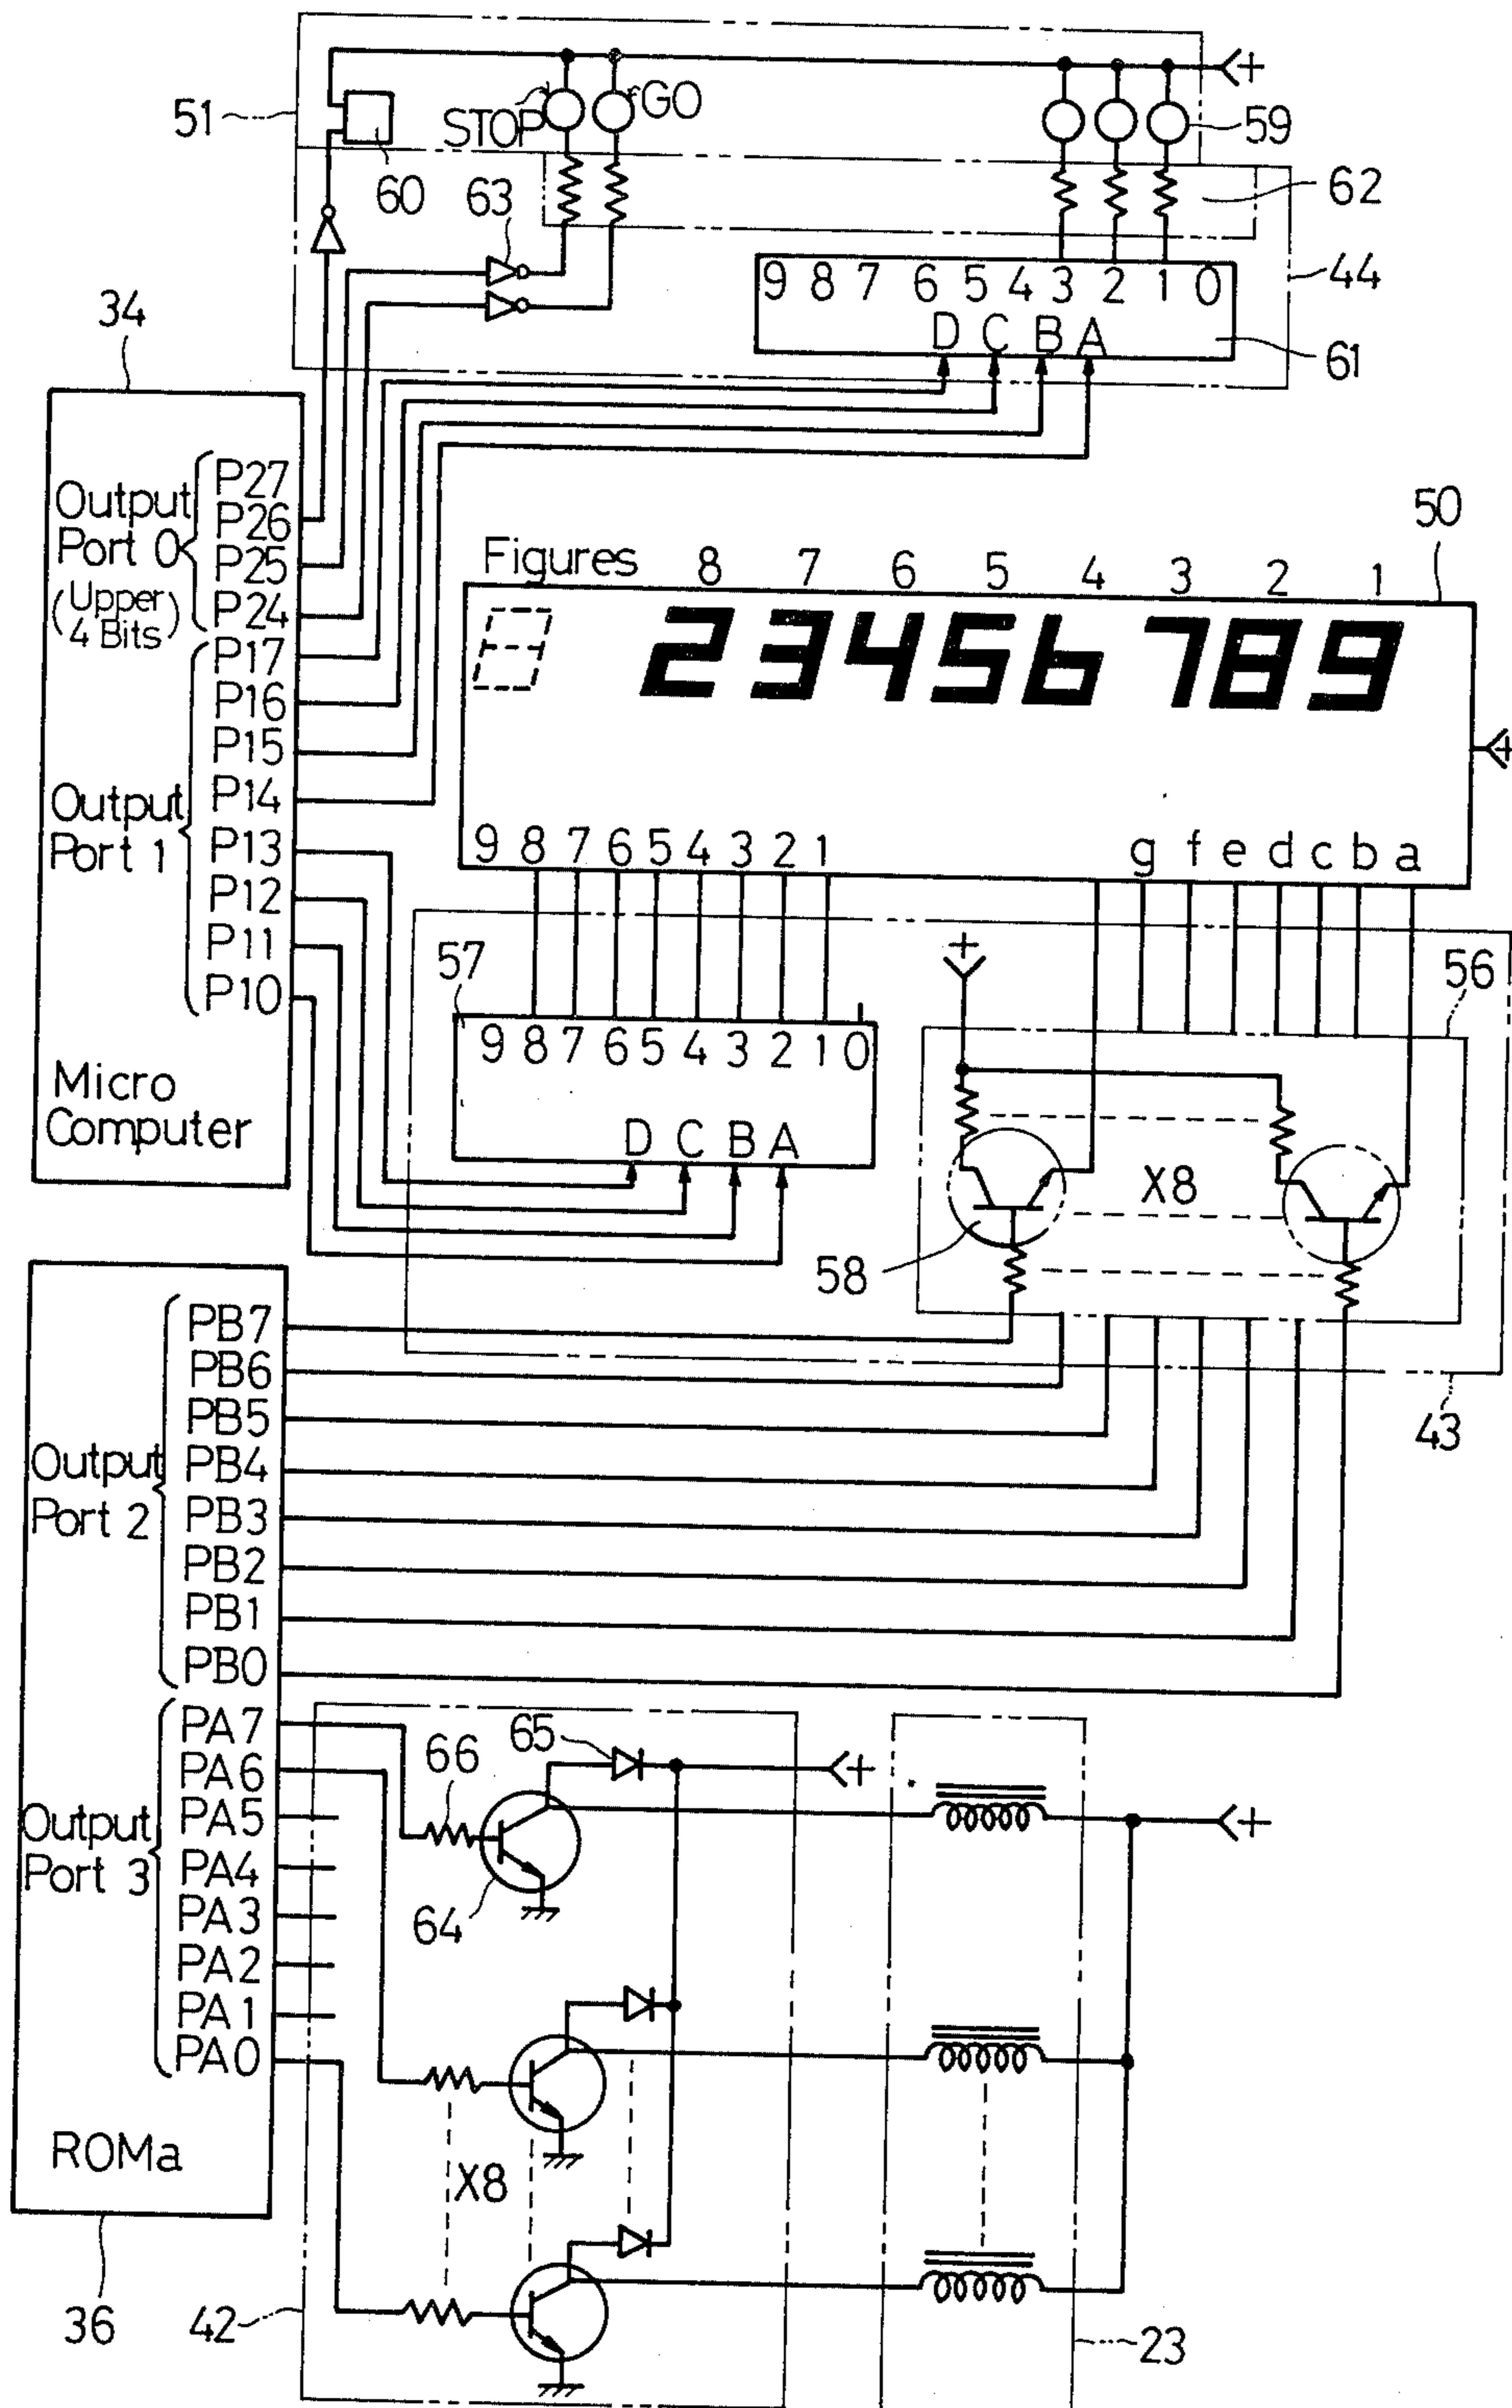 STOP GO
51 59
60 63 62
9 8 7 6 5 4 3 2 1 0
44
D C B A
61
34
Output
Port 0
(Upper
4 Bits)
P27
P26
P25
P24
P17
P16
P15
P14
P13
P12
P11
P10
Output
Port 1
Micro
Computer
50
Figures 8 7 6 5 4 3 2 1
23456789
9 8 7 6 5 4 3 2 1 g f e d c b a
57 56
9 8 7 6 5 4 3 2 1 0
D C B A
X8
58
43
Output
Port 2
PB7
PB6
PB5
PB4
PB3
PB2
PB1
PB0
Output
Port 3
PA7
PA6
PA5
PA4
PA3
PA2
PA1
PA0
ROMa
66 65
64
X8
36 42 23
+
+
+
+
+